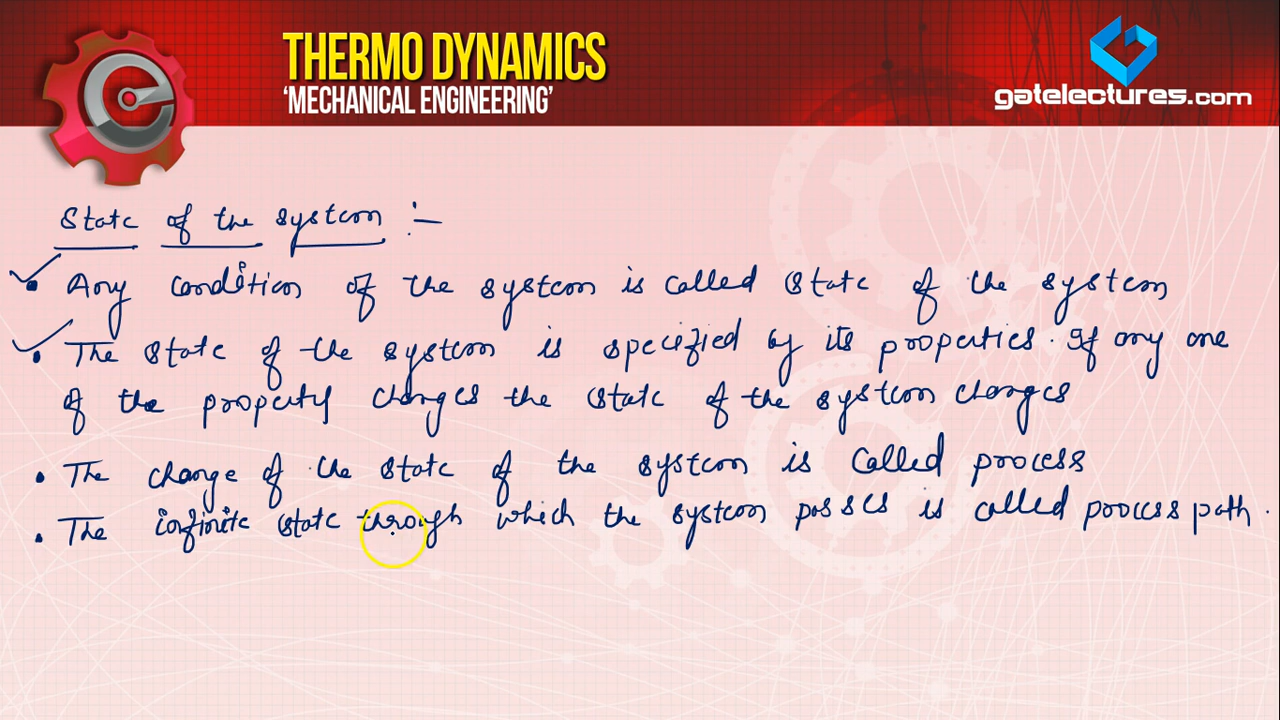 THERMO DYNAMICS
'MECHANICAL ENGINEERING'
gatelectures.com
State of the system :-
• Any condition of the system is called state of the system
• The state of the system is specified by its properties. If any one
of the property changes the state of the system changes
• The change of the state of the system is called process
• The infinite state through which the system posses is called process path.